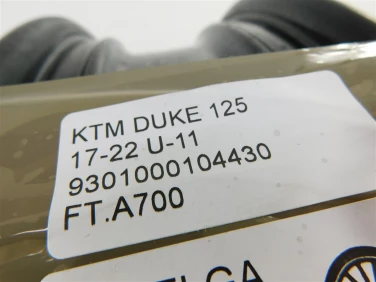 KTM DUKE 125
17-22 U-11
9301000104430
FT.A700